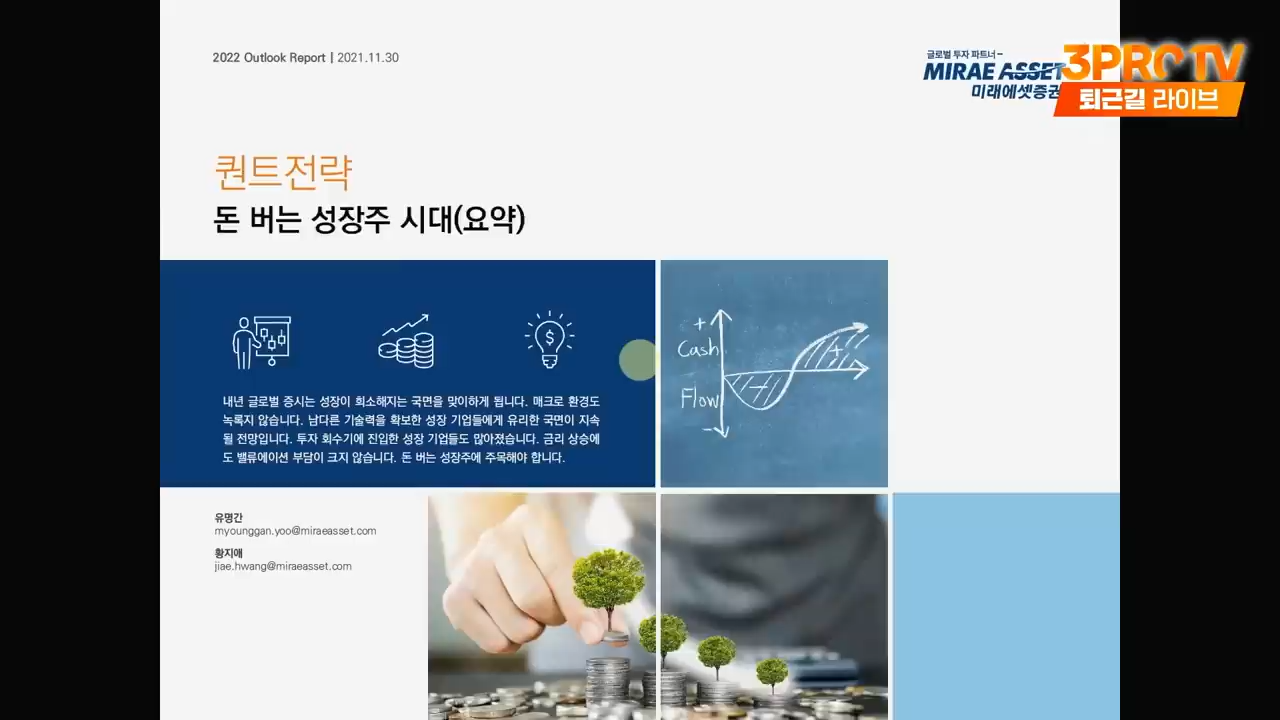 2022 Outlook Report | 2021.11.30
글로벌 투자 파트너 –
MIRAE ASSET
미래에셋증권
3PRO TV
퇴근길 라이브
퀀트전략
돈 버는 성장주 시대(요약)
내년 글로벌 증시는 성장이 희소해지는 국면을 맞이하게 됩니다. 매크로 환경도
녹록지 않습니다. 남다른 기술력을 확보한 성장 기업들에게 유리한 국면이 지속
될 전망입니다. 투자 회수기에 진입한 성장 기업들도 많아졌습니다. 금리 상승에
도 밸류에이션 부담이 크지 않습니다. 돈 버는 성장주에 주목해야 합니다.
+
Cash
Flow
-
유명간
myounggan.yoo@miraeasset.com
황지애
jiae.hwang@miraeasset.com